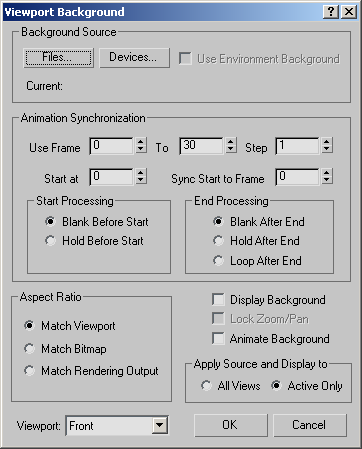 Viewport Background
Background Source
Files... Devices... Use Environment Background
Current:
Animation Synchronization
Use Frame 0 To 30 Step 1
Start at 0 Sync Start to Frame 0
Start Processing End Processing
Blank Before Start Blank After End
Hold Before Start Hold After End
Loop After End
Aspect Ratio
Match Viewport
Match Bitmap
Match Rendering Output
Display Background
Lock Zoom/Pan
Animate Background
Apply Source and Display to
All Views Active Only
Viewport: Front OK Cancel